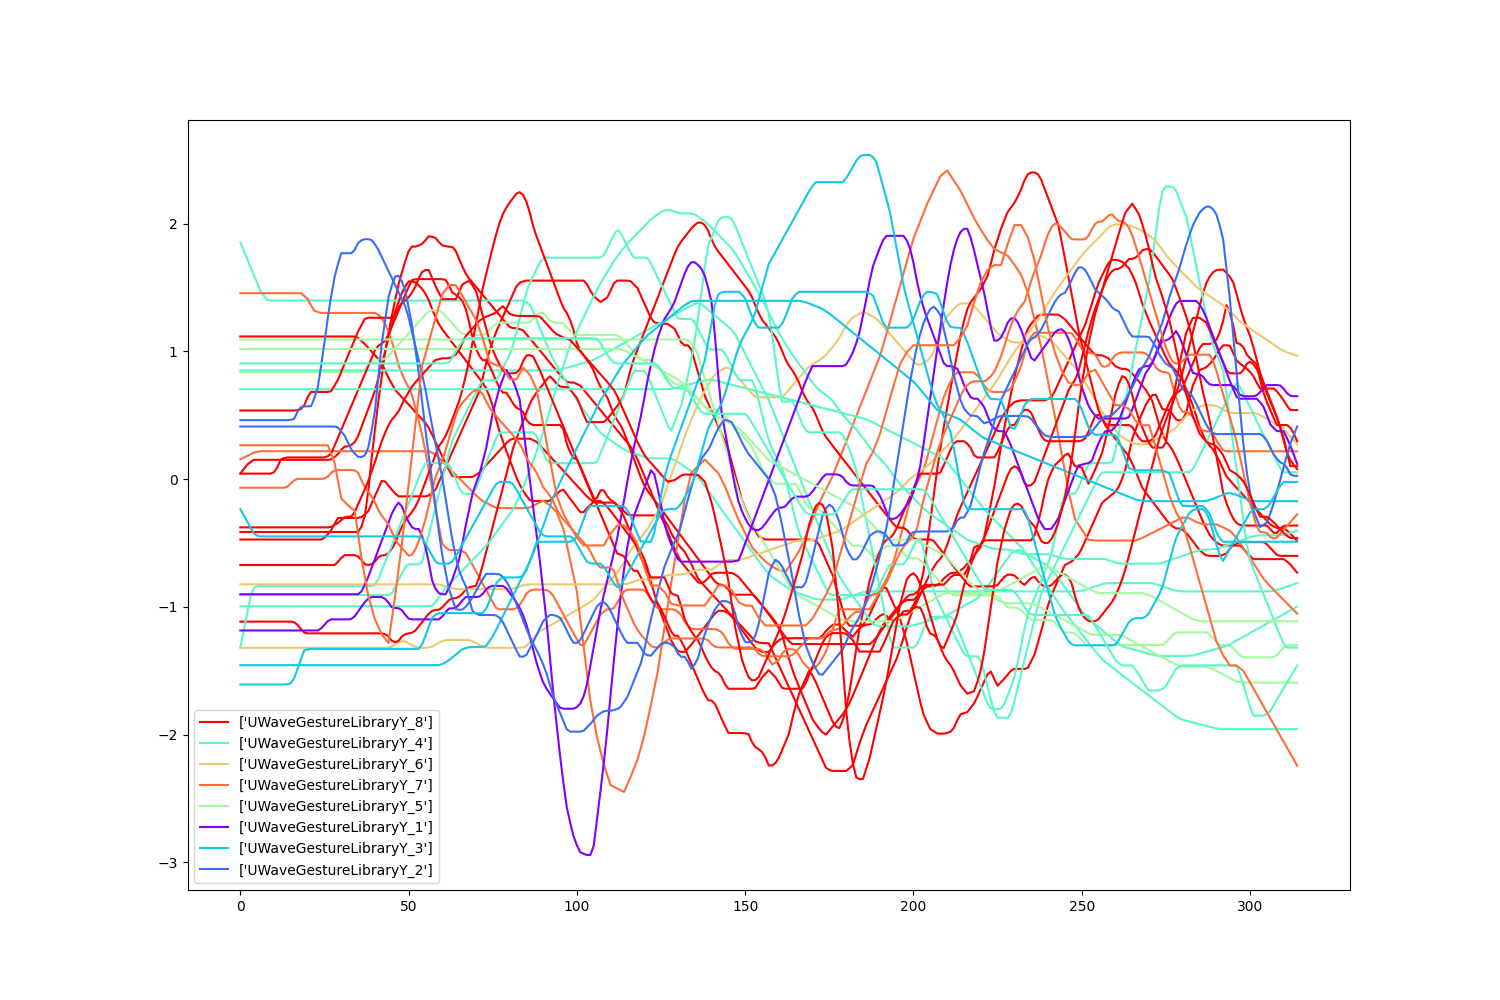 2
1
0
−1
−2
−3
['UWaveGestureLibraryY_8']
['UWaveGestureLibraryY_4']
['UWaveGestureLibraryY_6']
['UWaveGestureLibraryY_7']
['UWaveGestureLibraryY_5']
['UWaveGestureLibraryY_1']
['UWaveGestureLibraryY_3']
['UWaveGestureLibraryY_2']
0 50 100 150 200 250 300